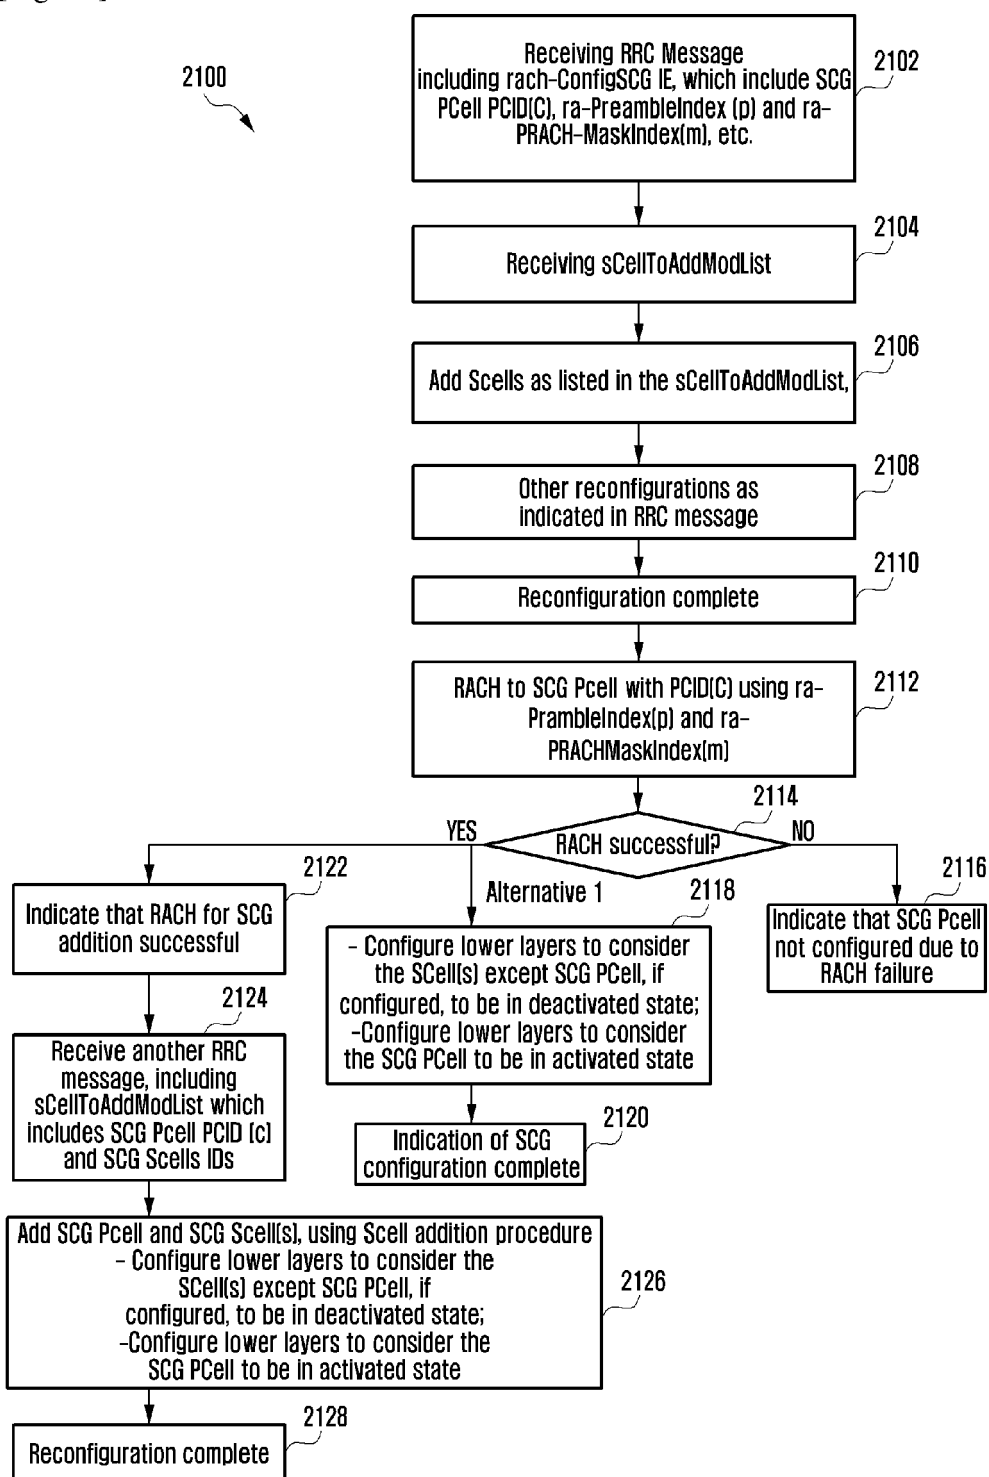 2100
Receiving RRC Message
including rach-ConfigSCG IE, which include SCG
PCell PCID(C), ra-PreambleIndex (p) and ra-
PRACH-MaskIndex(m), etc.
2102
Receiving sCellToAddModList
2104
Add Scells as listed in the sCellToAddModList,
2106
Other reconfigurations as
indicated in RRC message
2108
Reconfiguration complete
2110
RACH to SCG Pcell with PCID(C) using ra-
PrambleIndex(p) and ra-
PRACHMaskIndex(m)
2112
RACH successful?
2114
YES
NO
Indicate that SCG Pcell
not configured due to
RACH failure
2116
Alternative 1
- Configure lower layers to consider
the SCell(s) except SCG PCell, if
configured, to be in deactivated state;
-Configure lower layers to consider
the SCG PCell to be in activated state
2118
Indication of SCG
configuration complete
2120
Indicate that RACH for SCG
addition successful
2122
Receive another RRC
message, including
sCellToAddModList which
includes SCG Pcell PCID (c)
and SCG Scells IDs
2124
Add SCG Pcell and SCG Scell(s), using Scell addition procedure
- Configure lower layers to consider the
SCell(s) except SCG PCell, if
configured, to be in deactivated state;
-Configure lower layers to consider the
SCG PCell to be in activated state
2126
Reconfiguration complete
2128